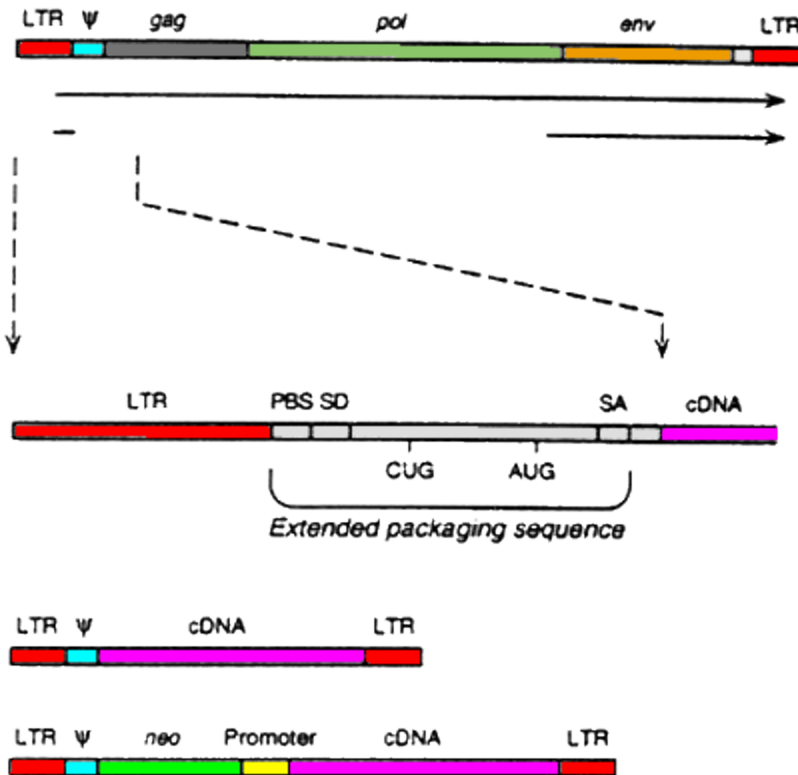 LTR ψ gag pol env LTR
LTR PBS SD SA cDNA
CUG AUG
Extended packaging sequence
LTR ψ cDNA LTR
LTR ψ neo Promoter cDNA LTR